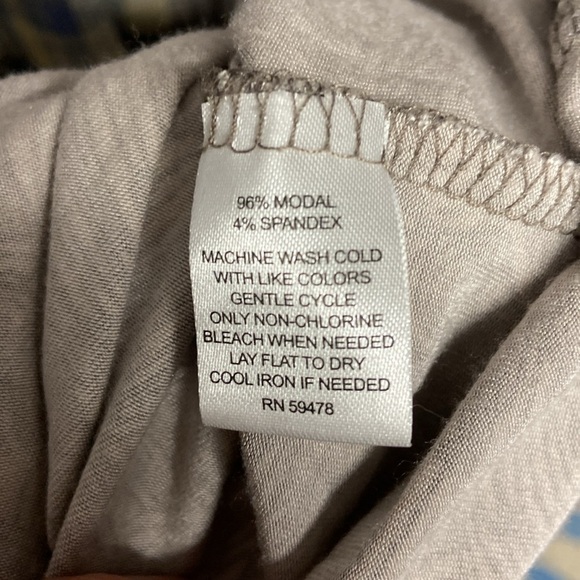 96% MODAL
4% SPANDEX
MACHINE WASH COLD
WITH LIKE COLORS
GENTLE CYCLE
ONLY NON-CHLORINE
BLEACH WHEN NEEDED
LAY FLAT TO DRY
COOL IRON IF NEEDED
RN 59478